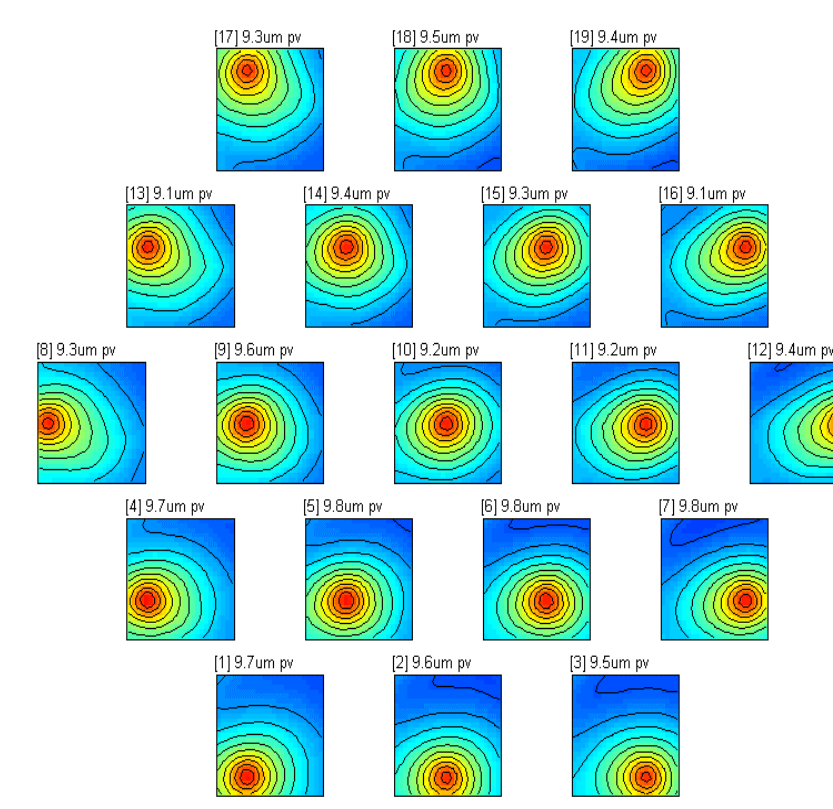 [17] 9.3um pv [18] 9.5um pv [19] 9.4um pv
[13] 9.1um pv [14] 9.4um pv [15] 9.3um pv [16] 9.1um pv
[8] 9.3um pv [9] 9.6um pv [10] 9.2um pv [11] 9.2um pv [12] 9.4um pv
[4] 9.7um pv [5] 9.8um pv [6] 9.8um pv [7] 9.8um pv
[1] 9.7um pv [2] 9.6um pv [3] 9.5um pv